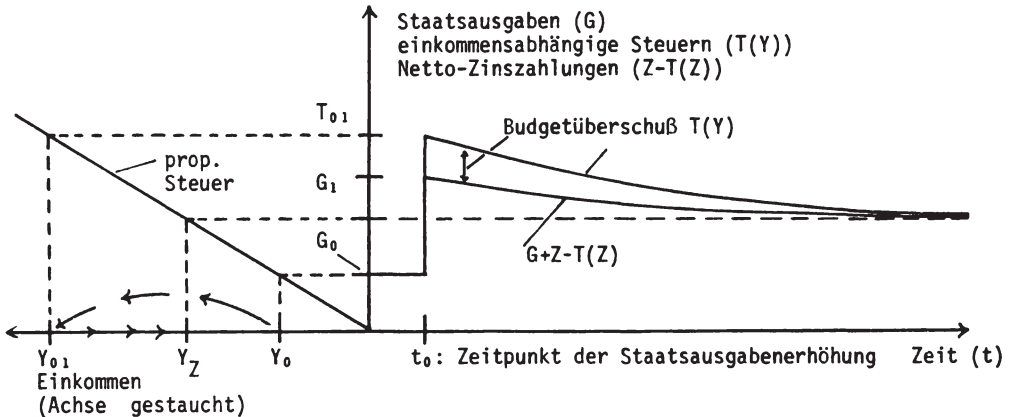 Staatsausgaben (G)
einkommensabhängige Steuern (T(Y))
Netto-Zinszahlungen (Z-T(Z))
T₀₁
Budgetüberschuß T(Y)
prop.
Steuer
G₁
G₀
G+Z-T(Z)
Y₀₁
Y_Z
Y₀
t₀: Zeitpunkt der Staatsausgabenerhöhung
Zeit (t)
Einkommen
(Achse gestaucht)